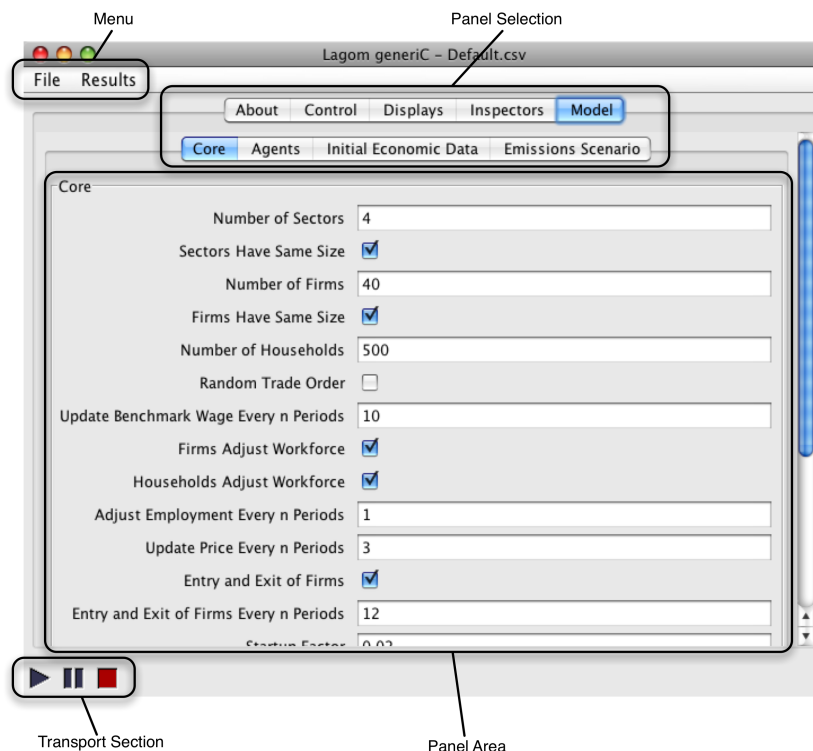 Menu
Panel Selection
Lagom generiC – Default.csv
File Results
About Control Displays Inspectors Model
Core Agents Initial Economic Data Emissions Scenario
Core
Number of Sectors 4
Sectors Have Same Size
Number of Firms 40
Firms Have Same Size
Number of Households 500
Random Trade Order
Update Benchmark Wage Every n Periods 10
Firms Adjust Workforce
Households Adjust Workforce
Adjust Employment Every n Periods 1
Update Price Every n Periods 3
Entry and Exit of Firms
Entry and Exit of Firms Every n Periods 12
Startup Factor 0.02
Transport Section
Panel Area